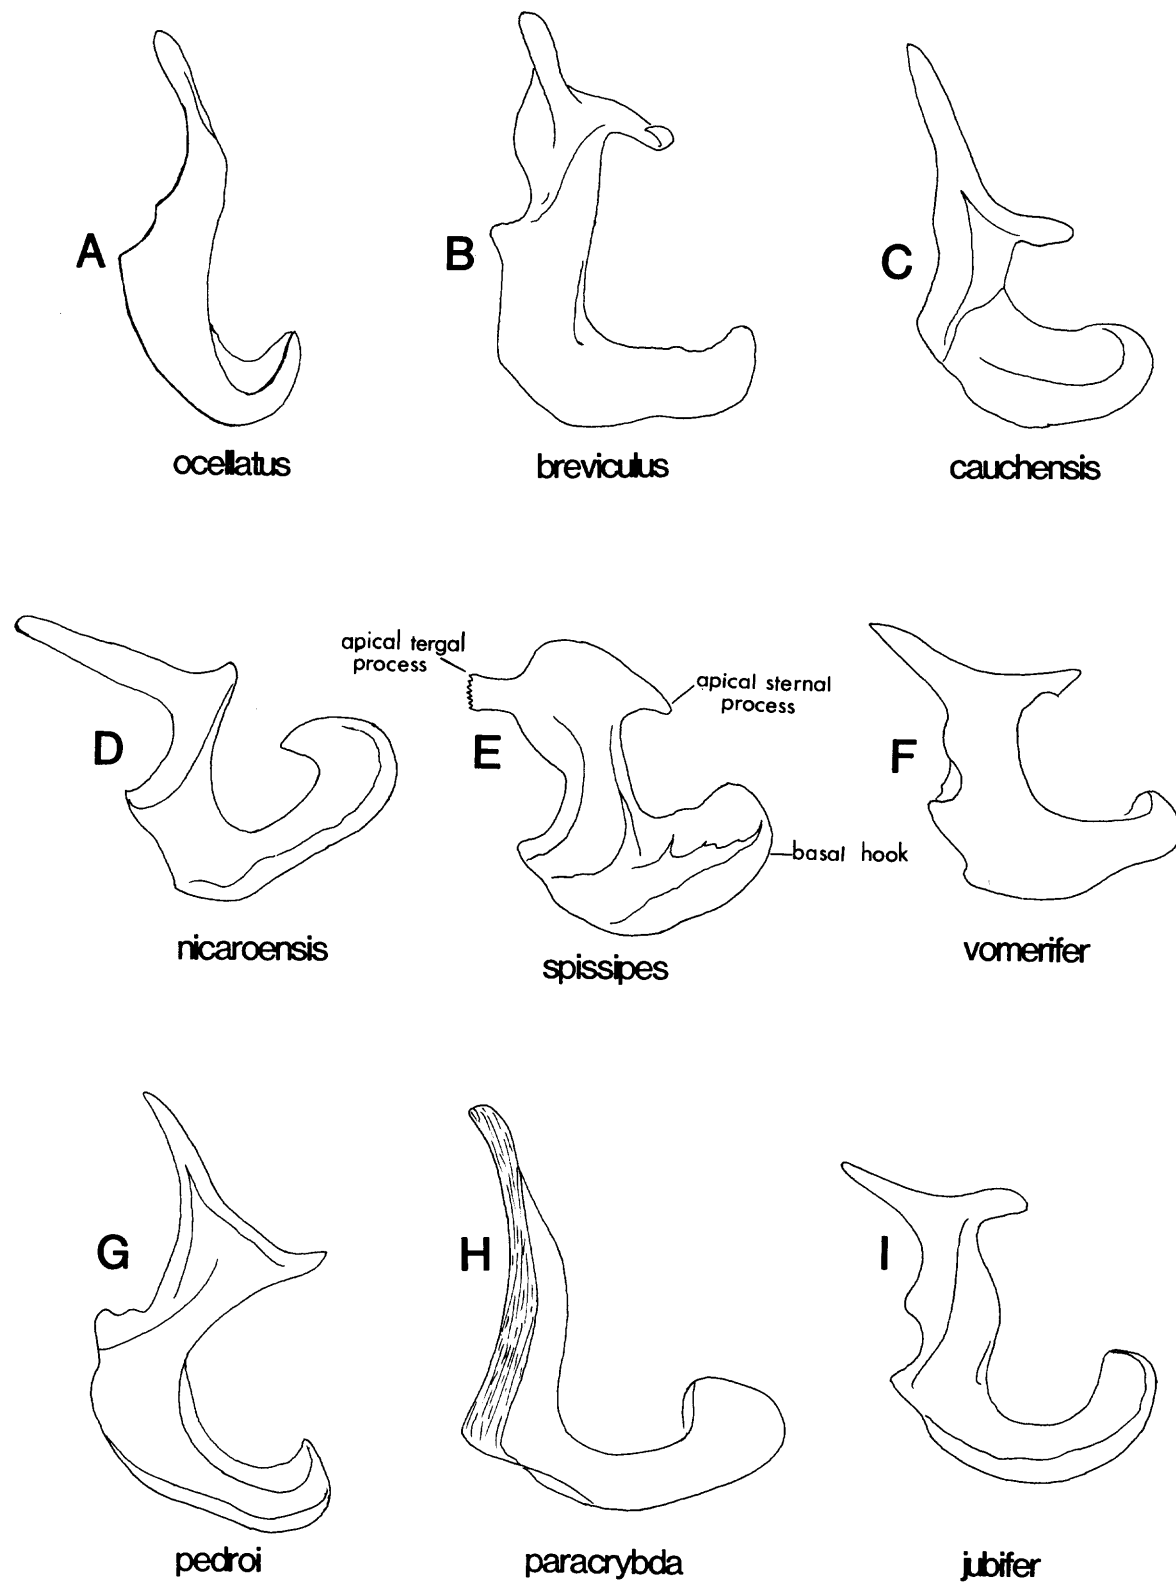 A
B
C
ocellatus
breviculus
cauchensis
apical tergal
process
apical sternal
process
D
E
F
basal hook
nicaroensis
spissipes
vomerifer
G
H
I
pedroi
paracrybda
jubifer